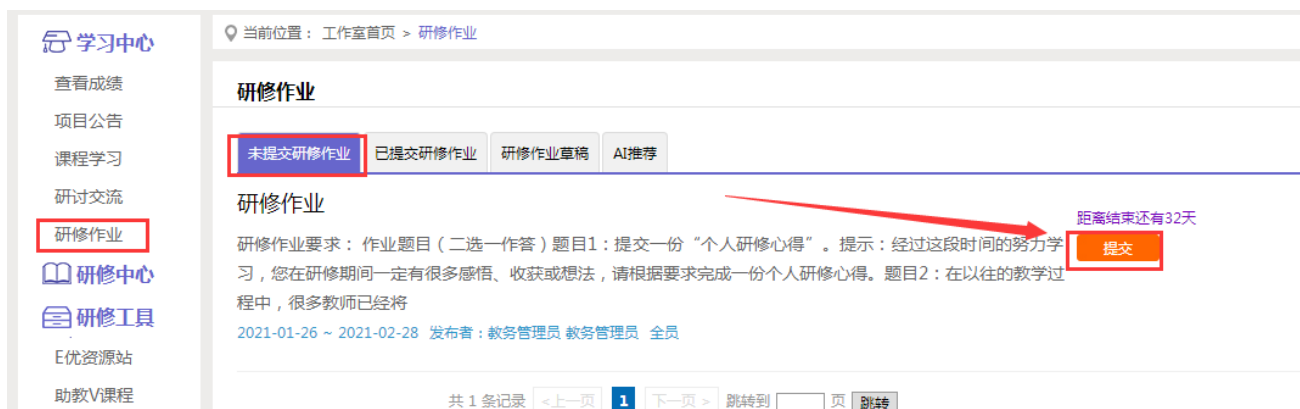 学习中心
查看成绩
项目公告
课程学习
研讨交流
研修作业
研修中心
研修工具
E优资源站
助教V课程
当前位置： 工作室首页 > 研修作业
研修作业
未提交研修作业 已提交研修作业 研修作业草稿 AI推荐
研修作业
距离结束还有32天
提交
研修作业要求： 作业题目（二选一作答）题目1：提交一份“个人研修心得”。提示：经过这段时间的努力学
习，您在研修期间一定有很多感悟、收获或想法，请根据要求完成一份个人研修心得。题目2：在以往的教学过
程中，很多教师已经将
2021-01-26 ~ 2021-02-28 发布者：教务管理员 教务管理员 全员
共 1 条记录 <上一页 1 下一页 > 跳转到 页 跳转